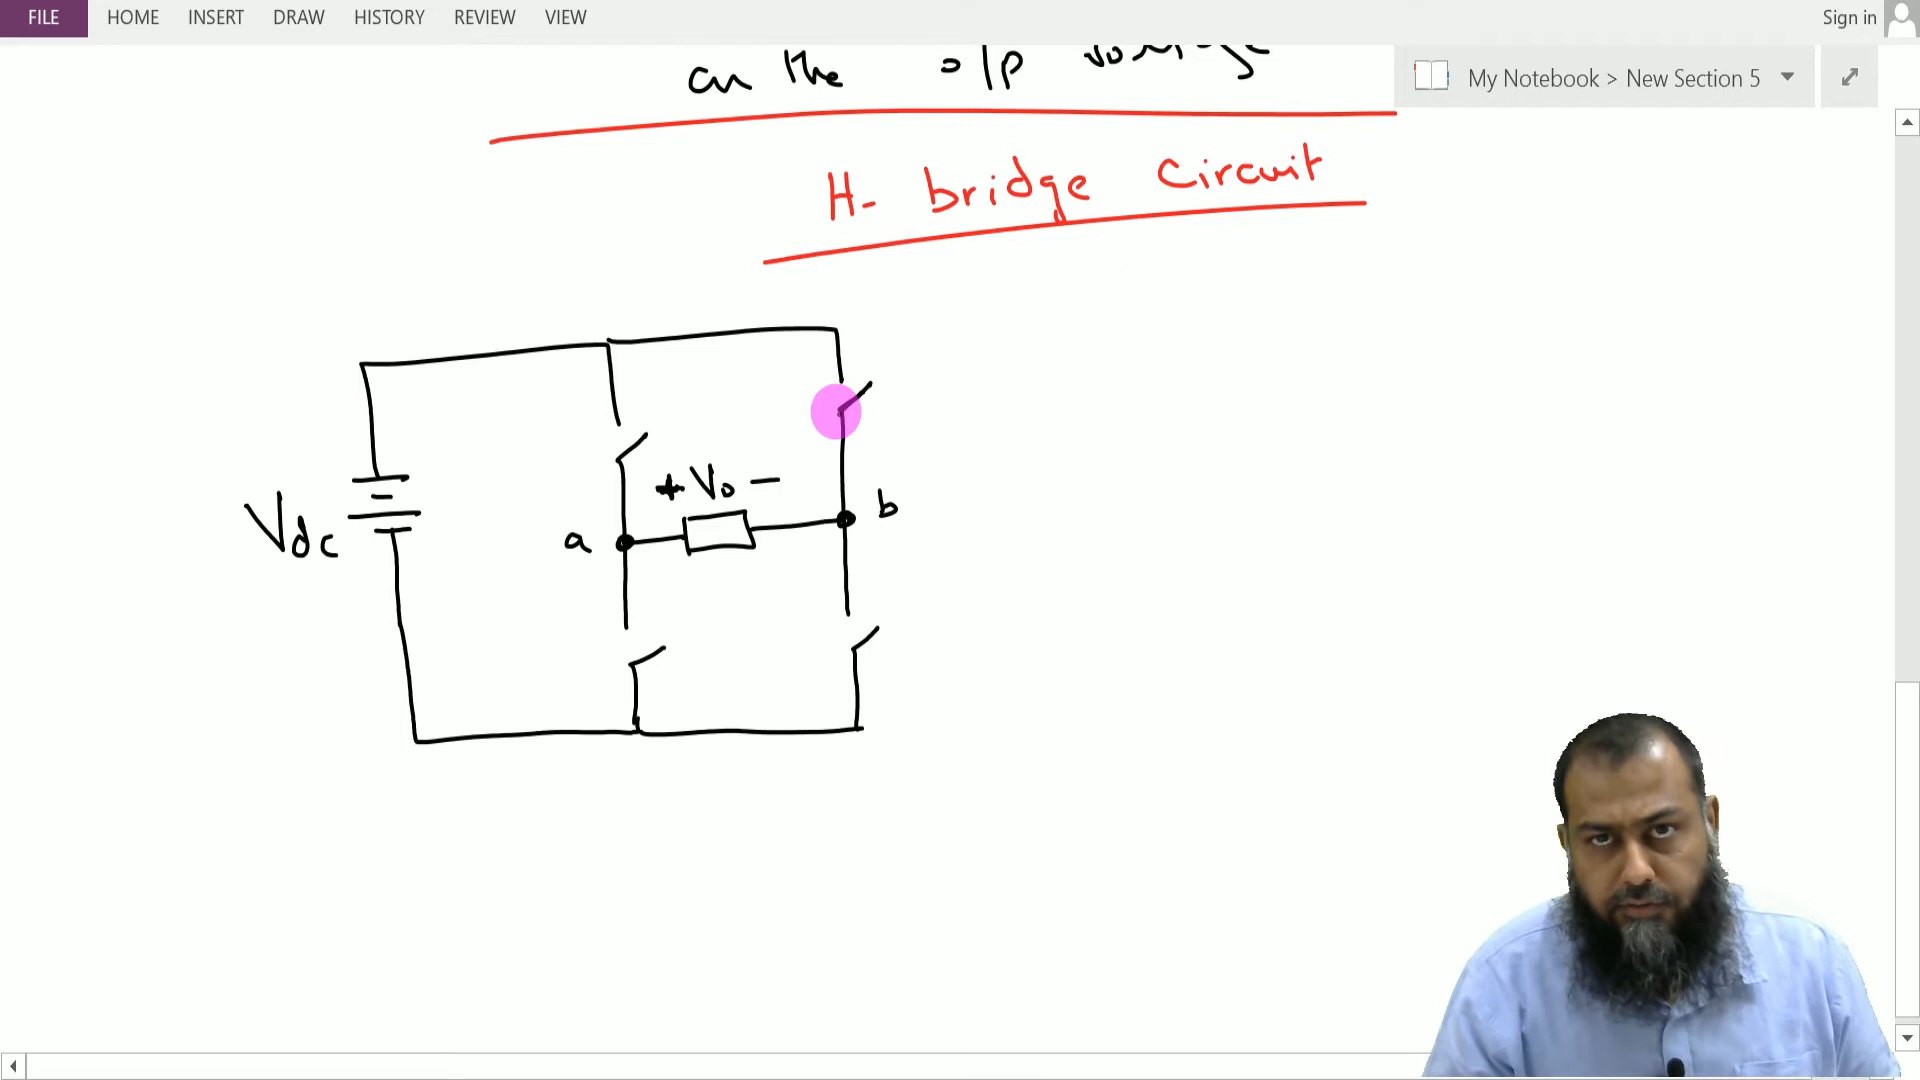 FILE HOME INSERT DRAW HISTORY REVIEW VIEW Sign in
on the o/p voltage
My Notebook > New Section 5
H- bridge Circuit
+ Vo -
b
Vdc
a